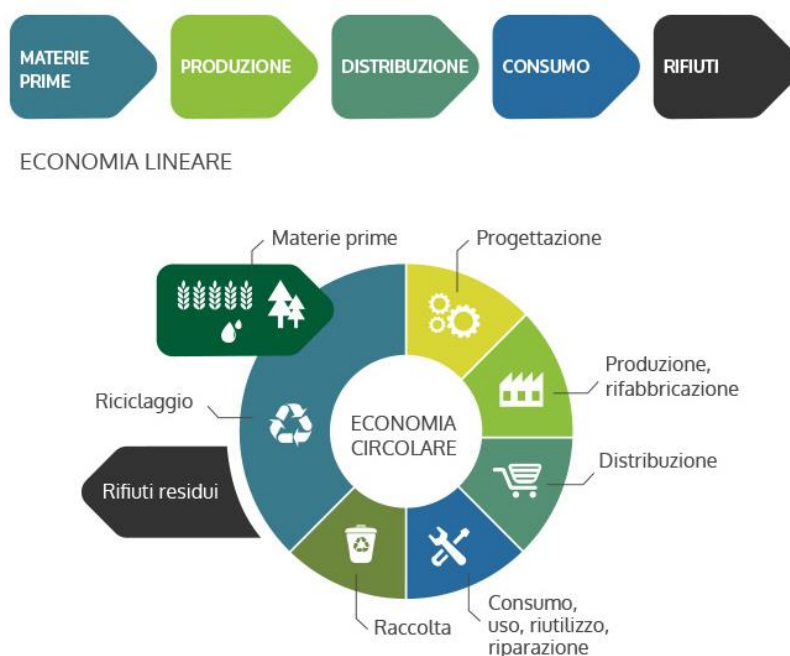 MATERIE
PRIME
PRODUZIONE
DISTRIBUZIONE
CONSUMO
RIFIUTI
ECONOMIA LINEARE
Materie prime
Progettazione
Produzione,
rifabbricazione
Riciclaggio
ECONOMIA
CIRCOLARE
Distribuzione
Rifiuti residui
Consumo,
uso, riutilizzo,
riparazione
Raccolta